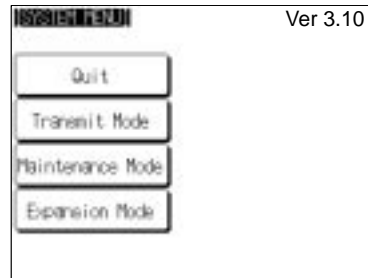 [SYSTEM MENU] Ver 3.10
Quit
Transmit Mode
Maintenance Mode
Expansion Mode